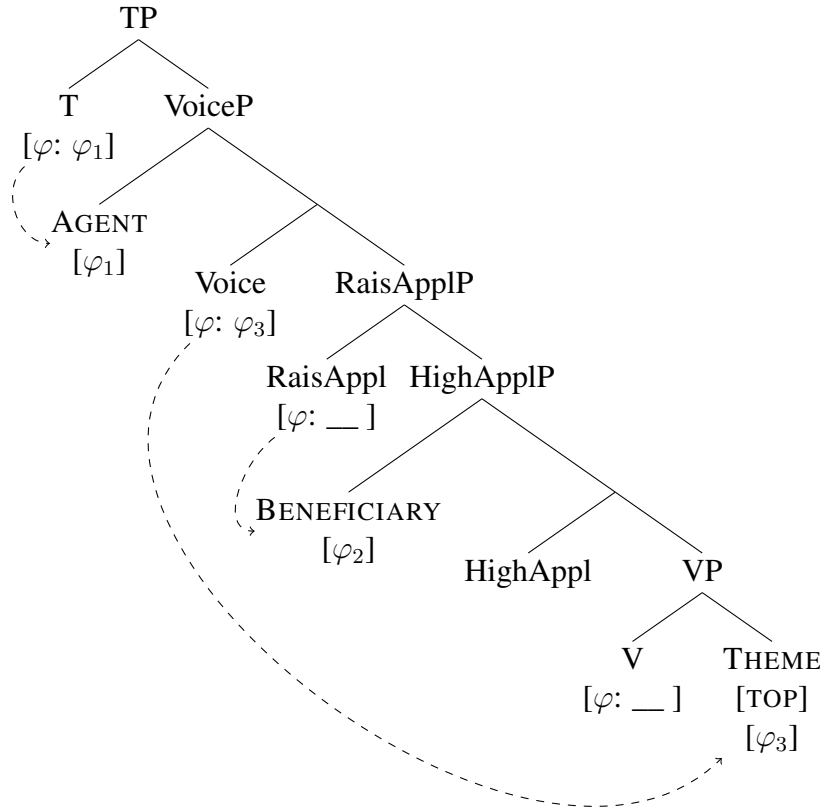 TP
T VoiceP
[φ: φ₁]
AGENT
[φ₁]
Voice RaisApplP
[φ: φ₃]
RaisAppl HighApplP
[φ: __ ]
BENEFICIARY
[φ₂]
HighAppl VP
V THEME
[φ: __ ] [TOP]
[φ₃]